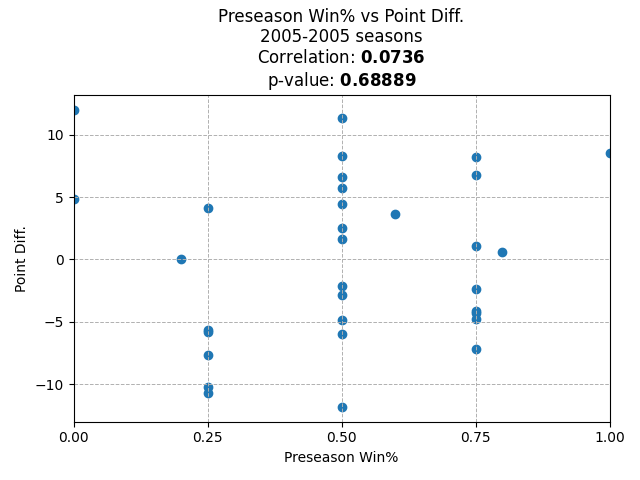 Preseason Win% vs Point Diff.
2005-2005 seasons
Correlation: 0.0736
p-value: 0.68889
10
5
0
−5
−10
Point Diff.
0.00 0.25 0.50 0.75 1.00
Preseason Win%